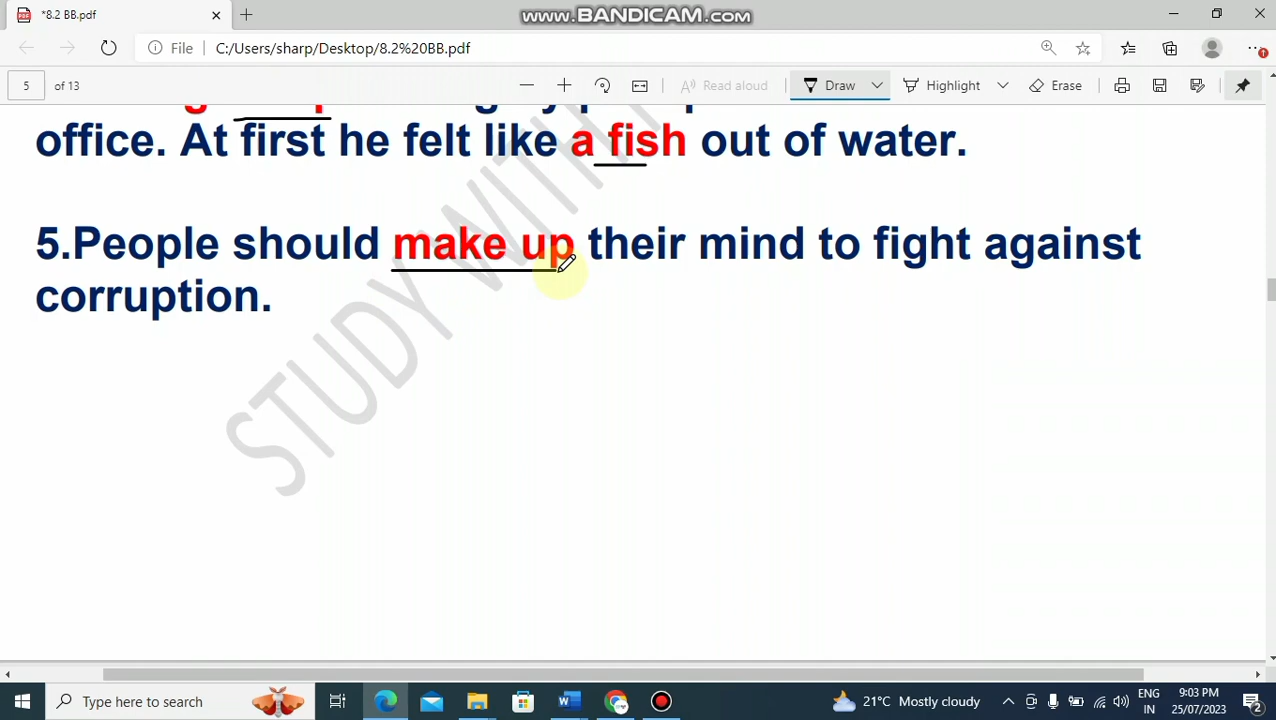 *8.2 BB.pdf
www.BANDICAM.com
File C:/Users/sharp/Desktop/8.2%20BB.pdf
5 of 13 Read aloud Draw Highlight Erase
office. At first he felt like a fish out of water.
5.People should make up their mind to fight against
corruption.
STUDY WITH
Type here to search
21°C Mostly cloudy
ENG
IN
9:03 PM
25/07/2023
2